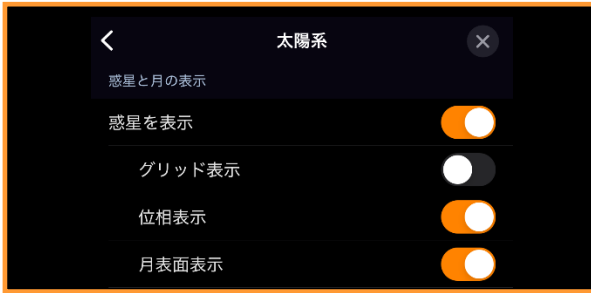 太陽系
惑星と月の表示
惑星を表示
グリッド表示
位相表示
月表面表示